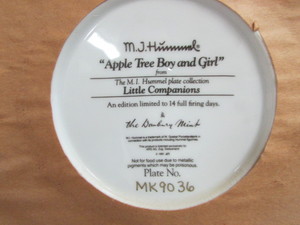 M.J. Hummel
"Apple Tree Boy and Girl"
from
The M.I. Hummel plate collection
Little Companions
An edition limited to 14 full firing days.
&
the Danbury Mint
Not for food use due to metallic
pigments which may be poisonous.
Plate No.
MK9036